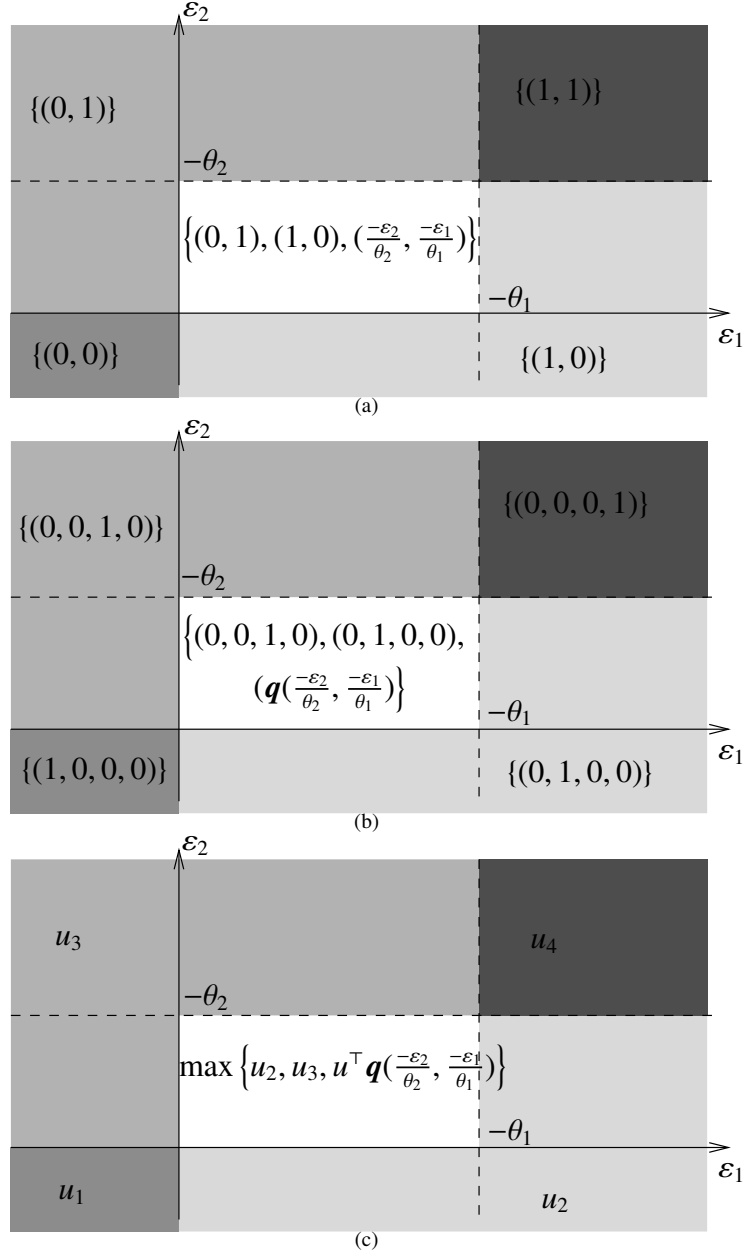 ε₂
{(0, 1)}
{(1, 1)}
−θ₂
{(0, 1), (1, 0), (−ε₂/θ₂, −ε₁/θ₁)}
−θ₁
ε₁
{(0, 0)}
{(1, 0)}
(a)
ε₂
{(0, 0, 1, 0)}
{(0, 0, 0, 1)}
−θ₂
{(0, 0, 1, 0), (0, 1, 0, 0),
(q(−ε₂/θ₂, −ε₁/θ₁)}
−θ₁
ε₁
{(1, 0, 0, 0)}
{(0, 1, 0, 0)}
(b)
ε₂
u₃
u₄
−θ₂
max {u₂, u₃, u⊤ q(−ε₂/θ₂, −ε₁/θ₁)}
−θ₁
ε₁
u₁
u₂
(c)